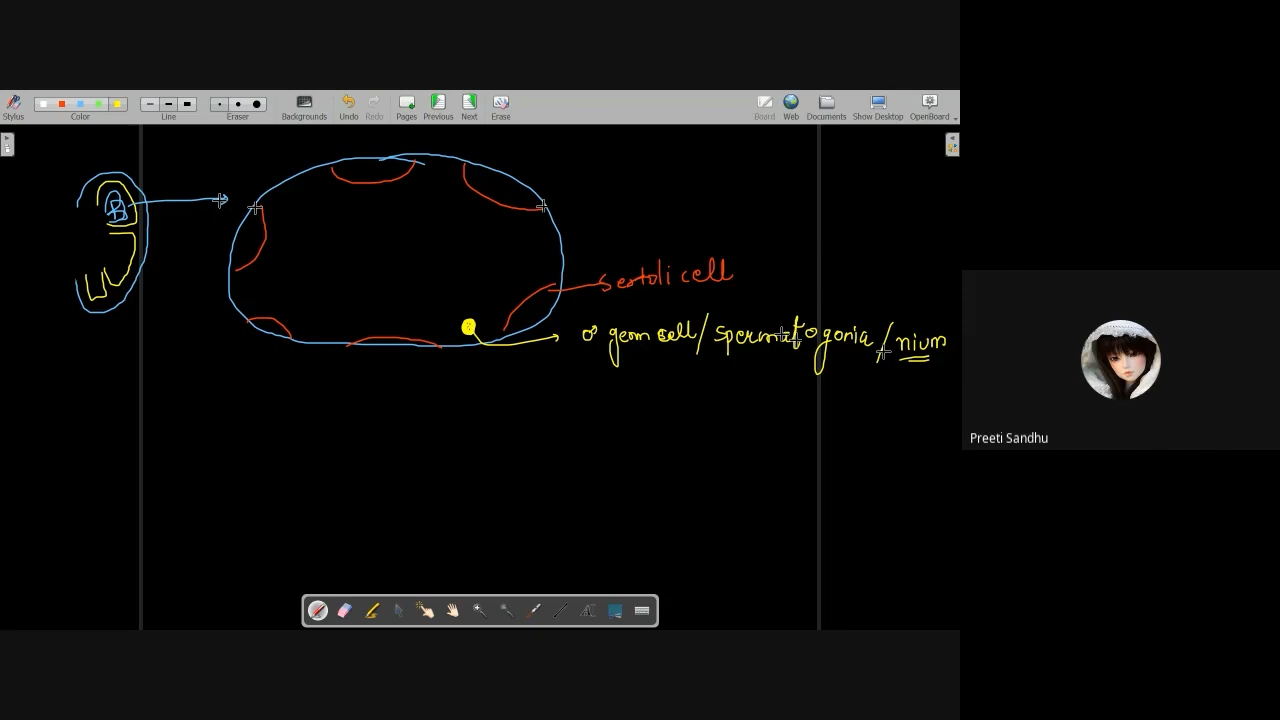 Stylus Color Line Eraser Backgrounds Undo Redo Pages Previous Next Erase Board Web Documents Show Desktop OpenBoard
B
sertoli cell
♂ germ cell/spermatogonia/nium
Preeti Sandhu